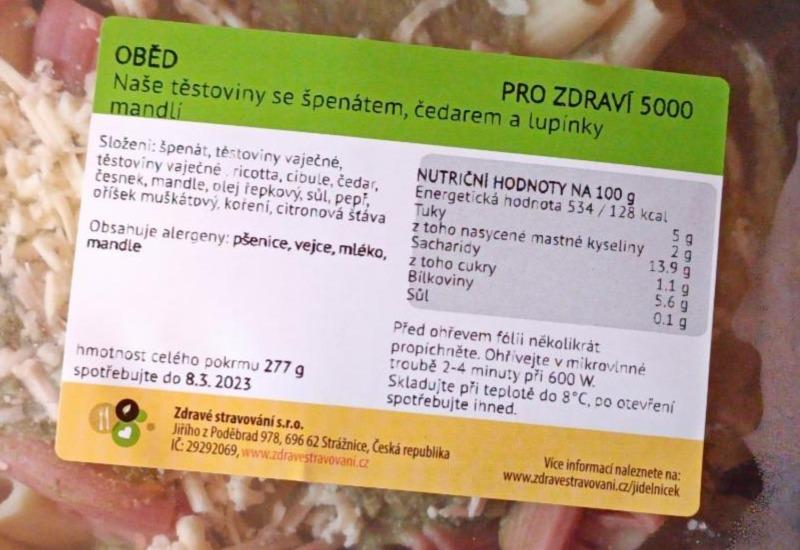 OBĚD
PRO ZDRAVÍ 5000
Naše těstoviny se špenátem, čedarem a lupínky
mandlí
Složení: špenát, těstoviny vaječné,
těstoviny vaječné , ricotta, cibule, čedar,
česnek, mandle, olej řepkový, sůl, pepř,
oříšek muškátový, koření, citronová šťáva
Obsahuje alergeny: pšenice, vejce, mléko,
mandle
hmotnost celého pokrmu 277 g
spotřebujte do 8.3. 2023
NUTRIČNÍ HODNOTY NA 100 g
Energetická hodnota 534 / 128 kcal
Tuky 5 g
z toho nasycené mastné kyseliny 2 g
Sacharidy 13.9 g
z toho cukry 1.1 g
Bílkoviny 5.6 g
Sůl 0.1 g
Před ohřevem fólii několikrát
propíchněte. Ohřívejte v mikrovlnné
troubě 2-4 minuty při 600 W.
Skladujte při teplotě do 8°C, po otevření
spotřebujte ihned.
Zdravé stravování s.r.o.
Jiřího z Poděbrad 978, 696 62 Strážnice, Česká republika
IČ: 29292069, www.zdravestravovani.cz
Více informací naleznete na:
www.zdravestravovani.cz/jidelnicek